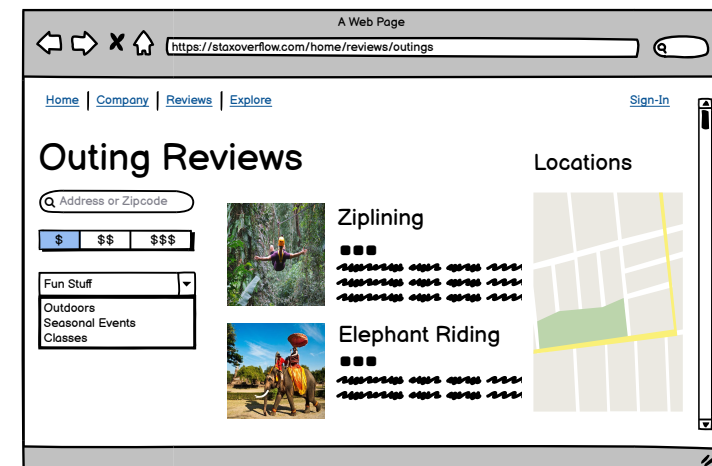 A Web Page
https://staxoverflow.com/home/reviews/outings
Home Company Reviews Explore Sign-In
Outing Reviews
Locations
Address or Zipcode
$ $$ $$$
Fun Stuff
Outdoors
Seasonal Events
Classes
Ziplining
Elephant Riding